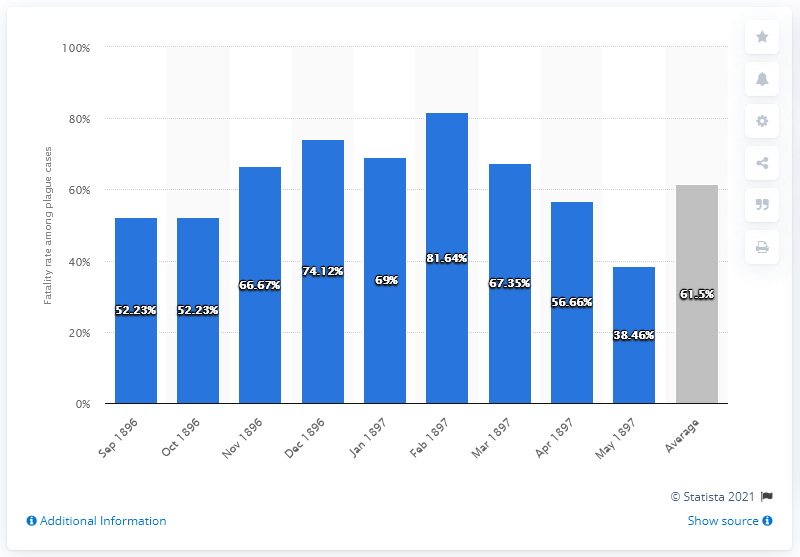 100%
80%
60%
40%
20%
0%
Fatality rate among plague cases
52.23%
52.23%
66.67%
74.12%
69%
81.64%
67.35%
56.66%
38.46%
61.5%
Sep 1896
Oct 1896
Nov 1896
Dec 1896
Jan 1897
Feb 1897
Mar 1897
Apr 1897
May 1897
Average
© Statista 2021
Additional Information
Show source